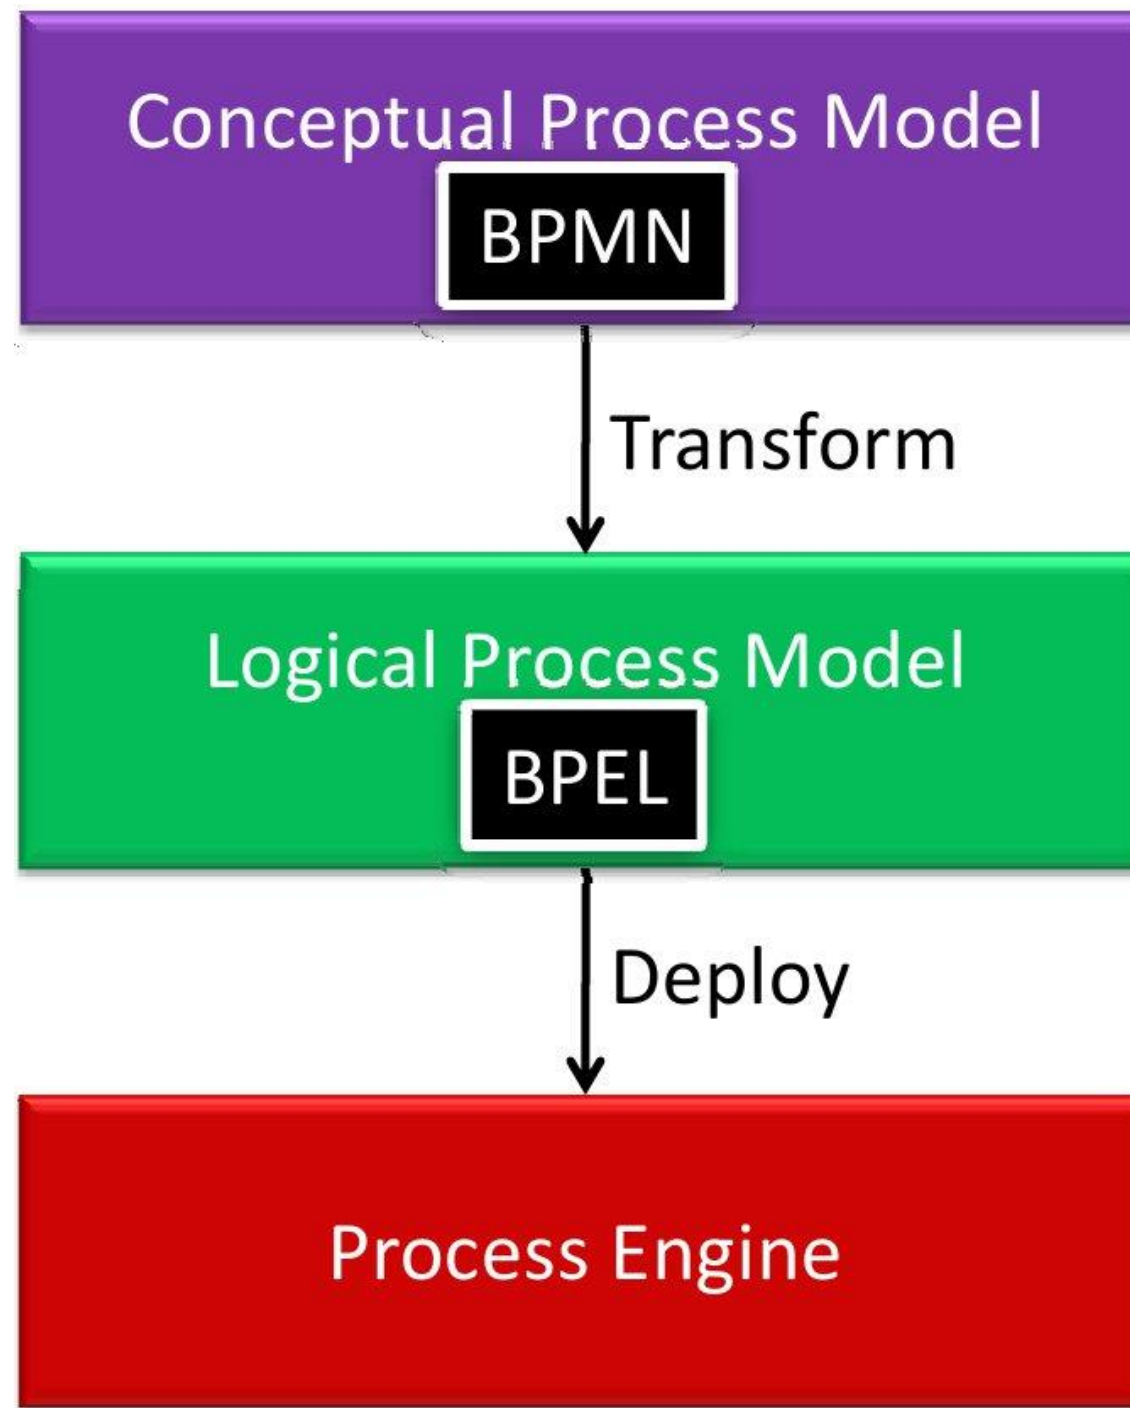 Conceptual Process Model
BPMN
Transform
Logical Process Model
BPEL
Deploy
Process Engine